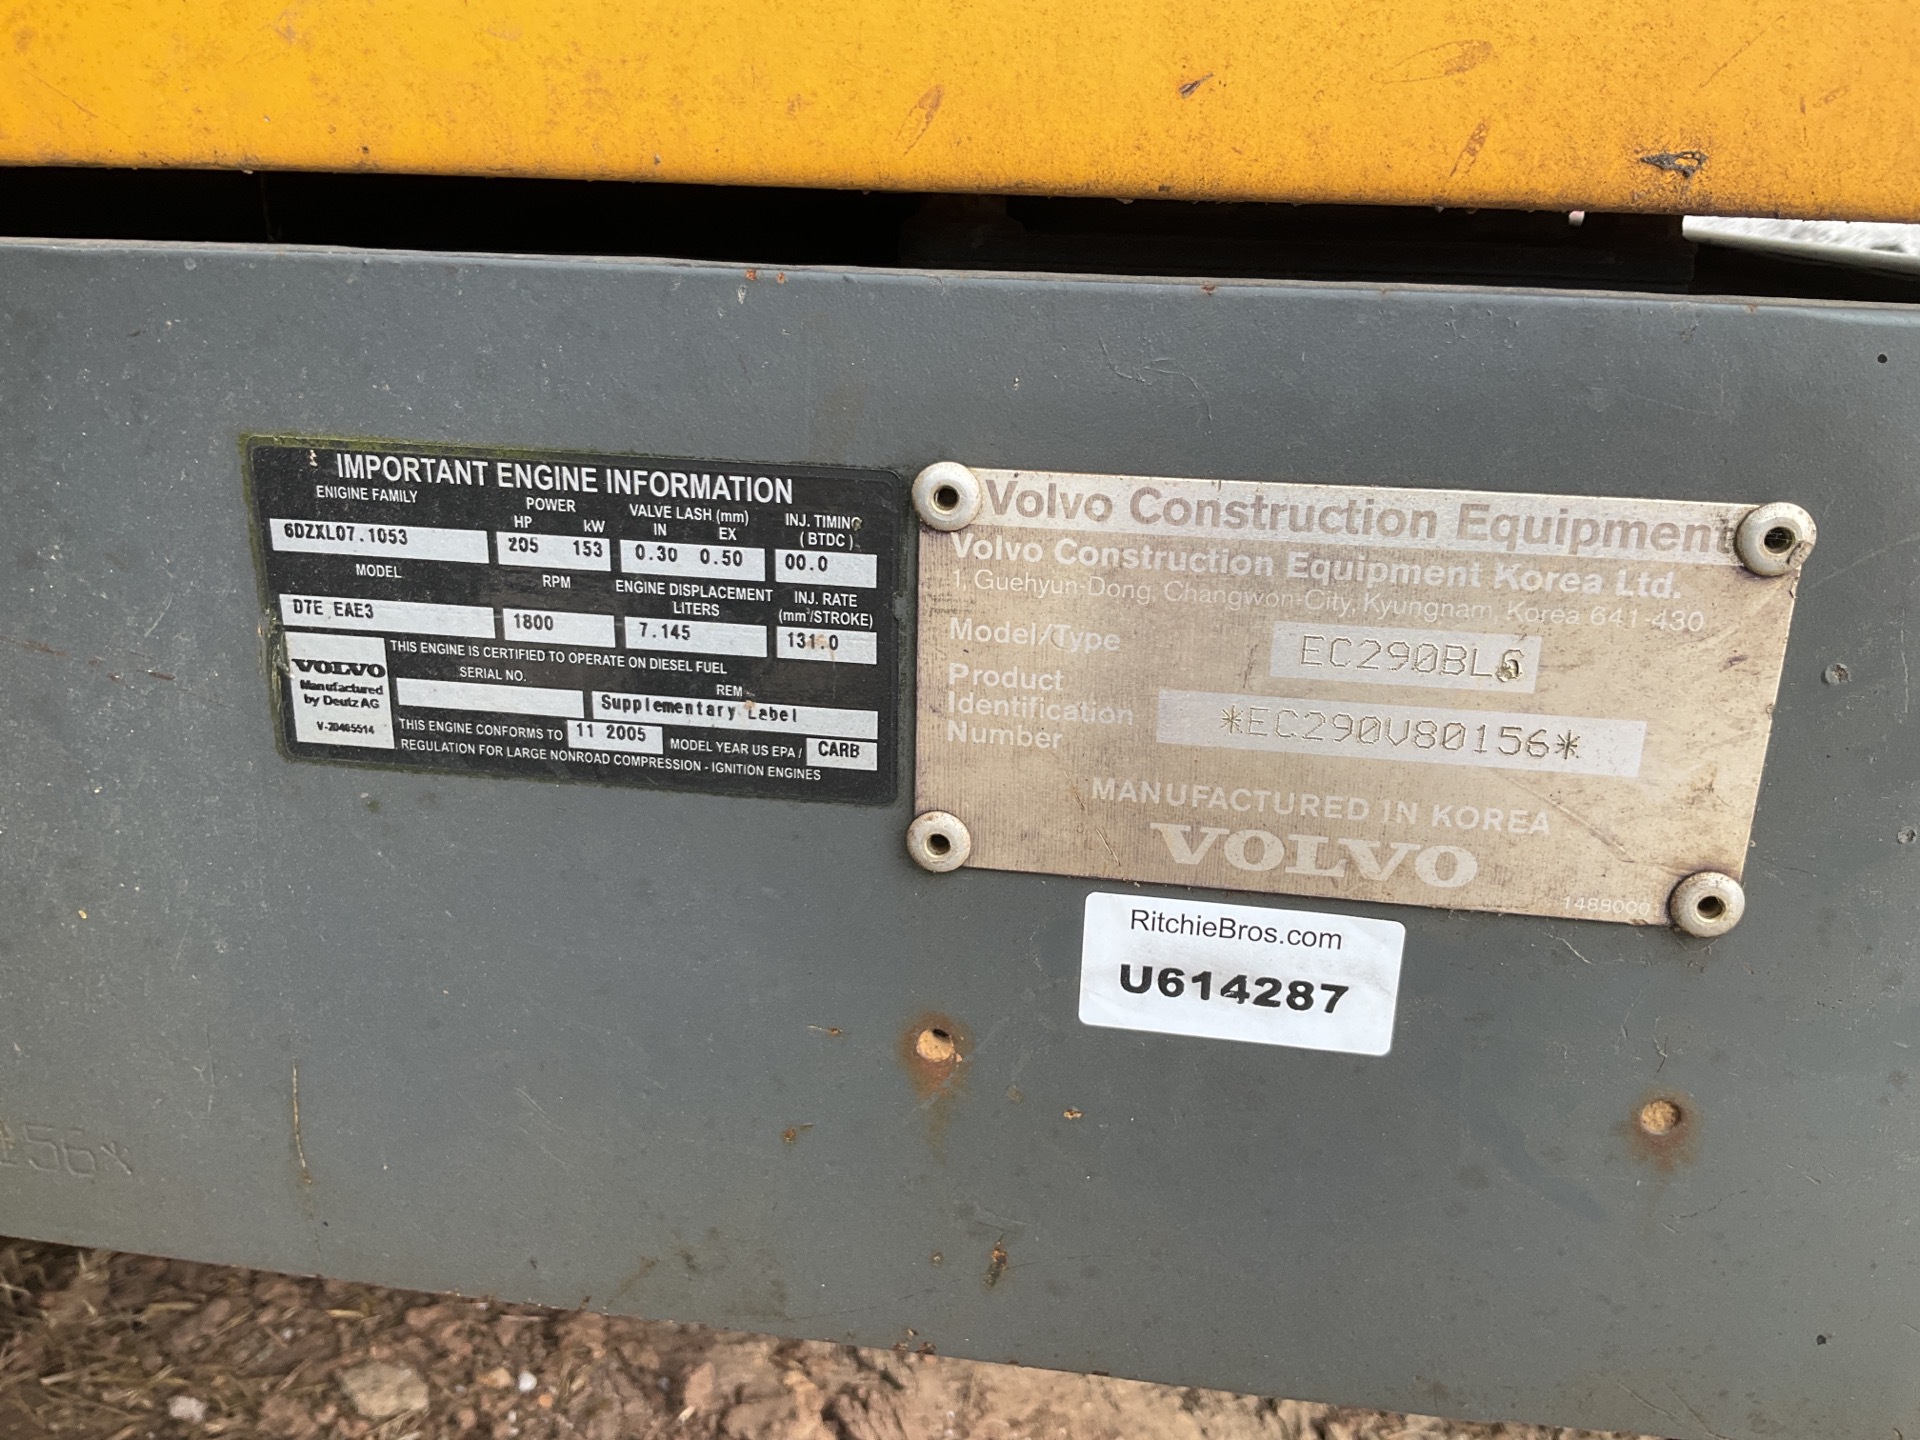 IMPORTANT ENGINE INFORMATION
ENIGINE FAMILY
6DZXL07.1053
POWER
HP kW
205 153
VALVE LASH (mm)
IN EX
0.30 0.50
INJ. TIMING
(BTDC)
00.0
MODEL
D7E EAE3
RPM
1800
ENGINE DISPLACEMENT
LITERS
7.145
INJ. RATE
(mm³/STROKE)
131.0
VOLVO
Manufactured
by Deutz AG
V-20465514
THIS ENGINE IS CERTIFIED TO OPERATE ON DIESEL FUEL
SERIAL NO.
REM
Supplementary Label
THIS ENGINE CONFORMS TO 11 2005 MODEL YEAR US EPA / CARB
REGULATION FOR LARGE NONROAD COMPRESSION - IGNITION ENGINES
Volvo Construction Equipment
Volvo Construction Equipment Korea Ltd.
1, Guehyun-Dong, Changwon-City, Kyungnam, Korea 641-430
Model/Type EC290BLC
Product
Identification *EC290V80156*
Number
MANUFACTURED IN KOREA
VOLVO
RitchieBros.com
U614287
156*